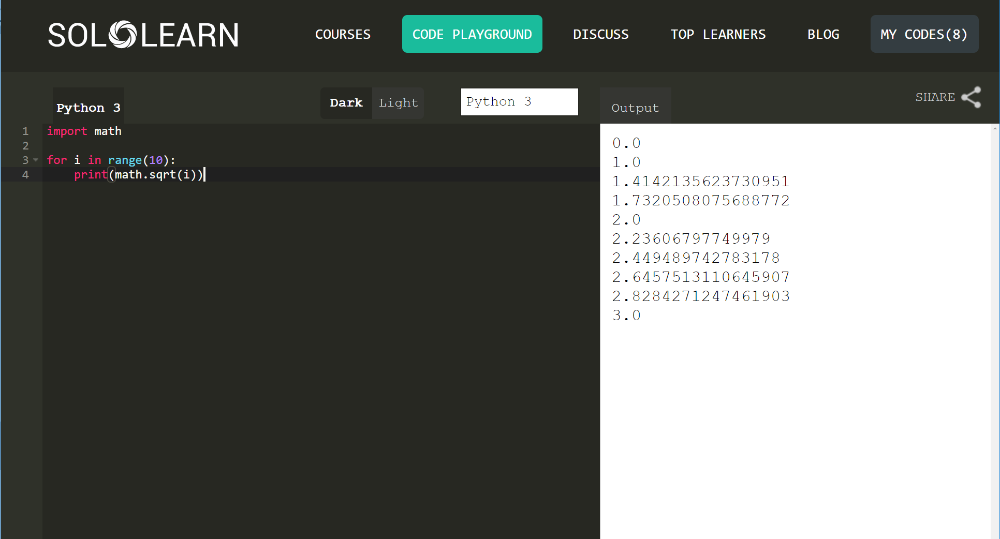 SOLOLEARN COURSES CODE PLAYGROUND DISCUSS TOP LEARNERS BLOG MY CODES(8)
Python 3 Dark Light Python 3 Output SHARE
1 import math
2
3 for i in range(10):
4     print(math.sqrt(i))
0.0
1.0
1.4142135623730951
1.7320508075688772
2.0
2.23606797749979
2.449489742783178
2.6457513110645907
2.8284271247461903
3.0